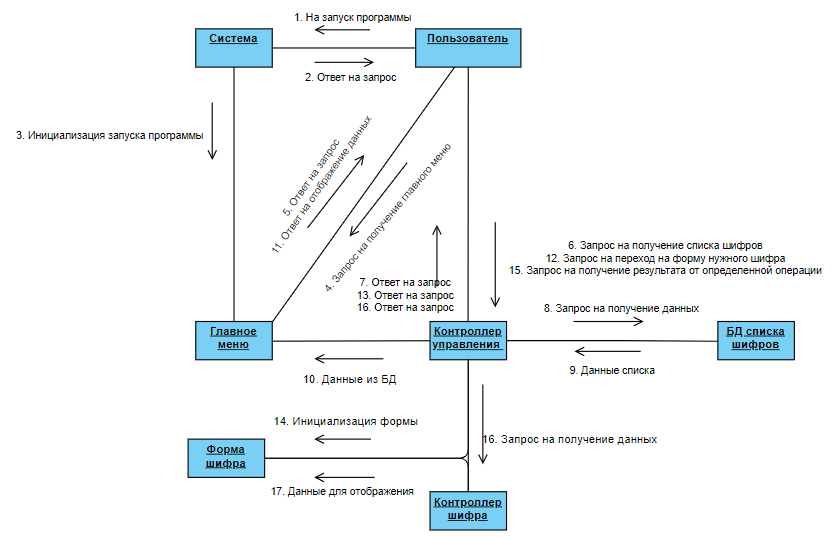 1. На запуск программы
Система
Пользователь
2. Ответ на запрос
3. Инициализация запуска программы
5. Ответ на запрос
11. Ответ на отображение данных
4. Запрос на получение главного меню
6. Запрос на получение списка шифров
12. Запрос на переход на форму нужного шифра
15. Запрос на получение результата от определенной операции
7. Ответ на запрос
13. Ответ на запрос
16. Ответ на запрос
8. Запрос на получение данных
Главное
меню
Контроллер
управления
БД списка
шифров
9. Данные списка
10. Данные из БД
14. Инициализация формы
16. Запрос на получение данных
Форма
шифра
17. Данные для отображения
Контроллер
шифра